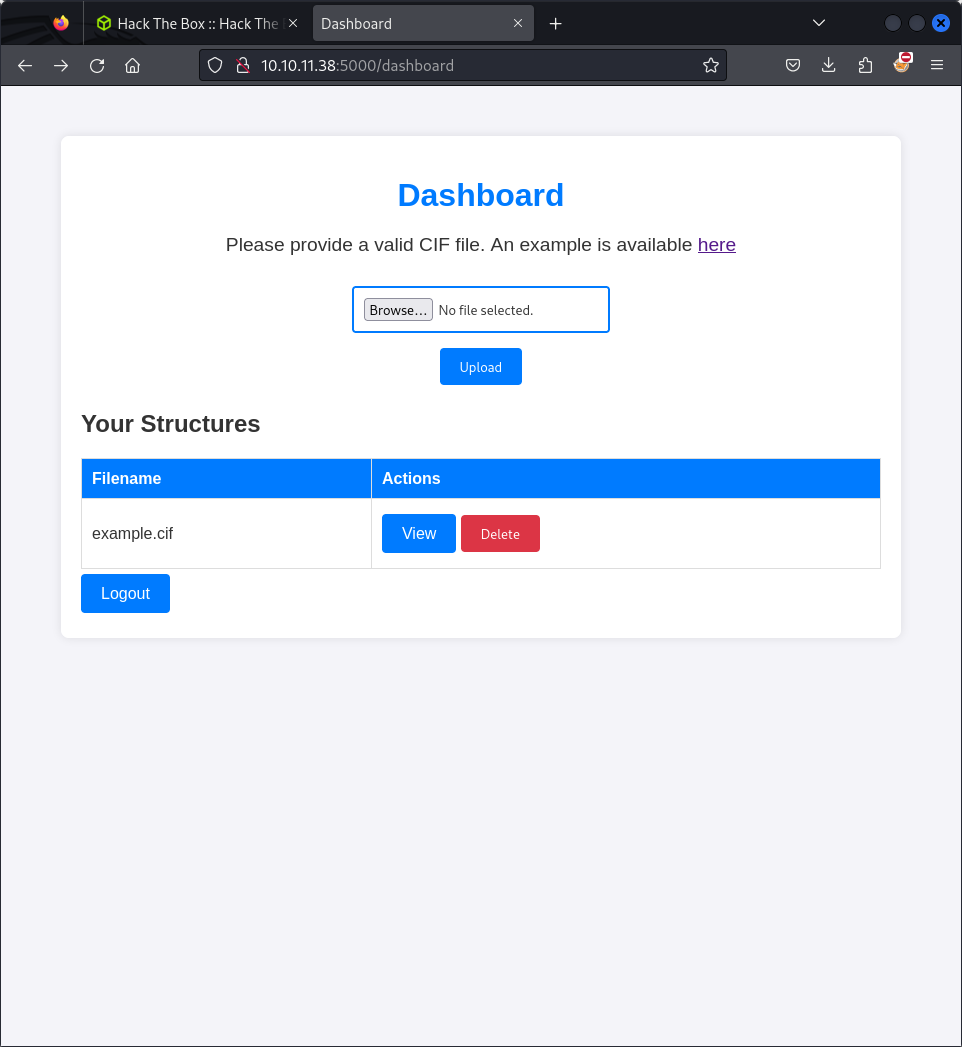 Hack The Box :: Hack The
Dashboard
10.10.11.38:5000/dashboard
Dashboard
Please provide a valid CIF file. An example is available here
Browse... No file selected.
Upload
Your Structures
Filename Actions
example.cif View Delete
Logout